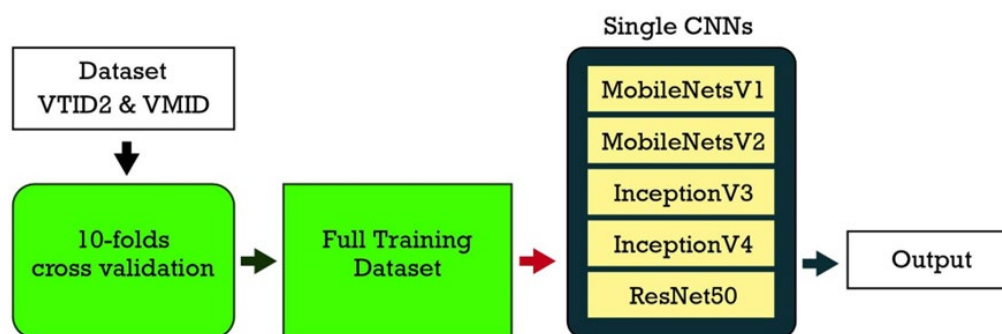 Single CNNs
Dataset
VTID2 & VMID
10-folds
cross validation
Full Training
Dataset
MobileNetsV1
MobileNetsV2
InceptionV3
InceptionV4
ResNet50
Output